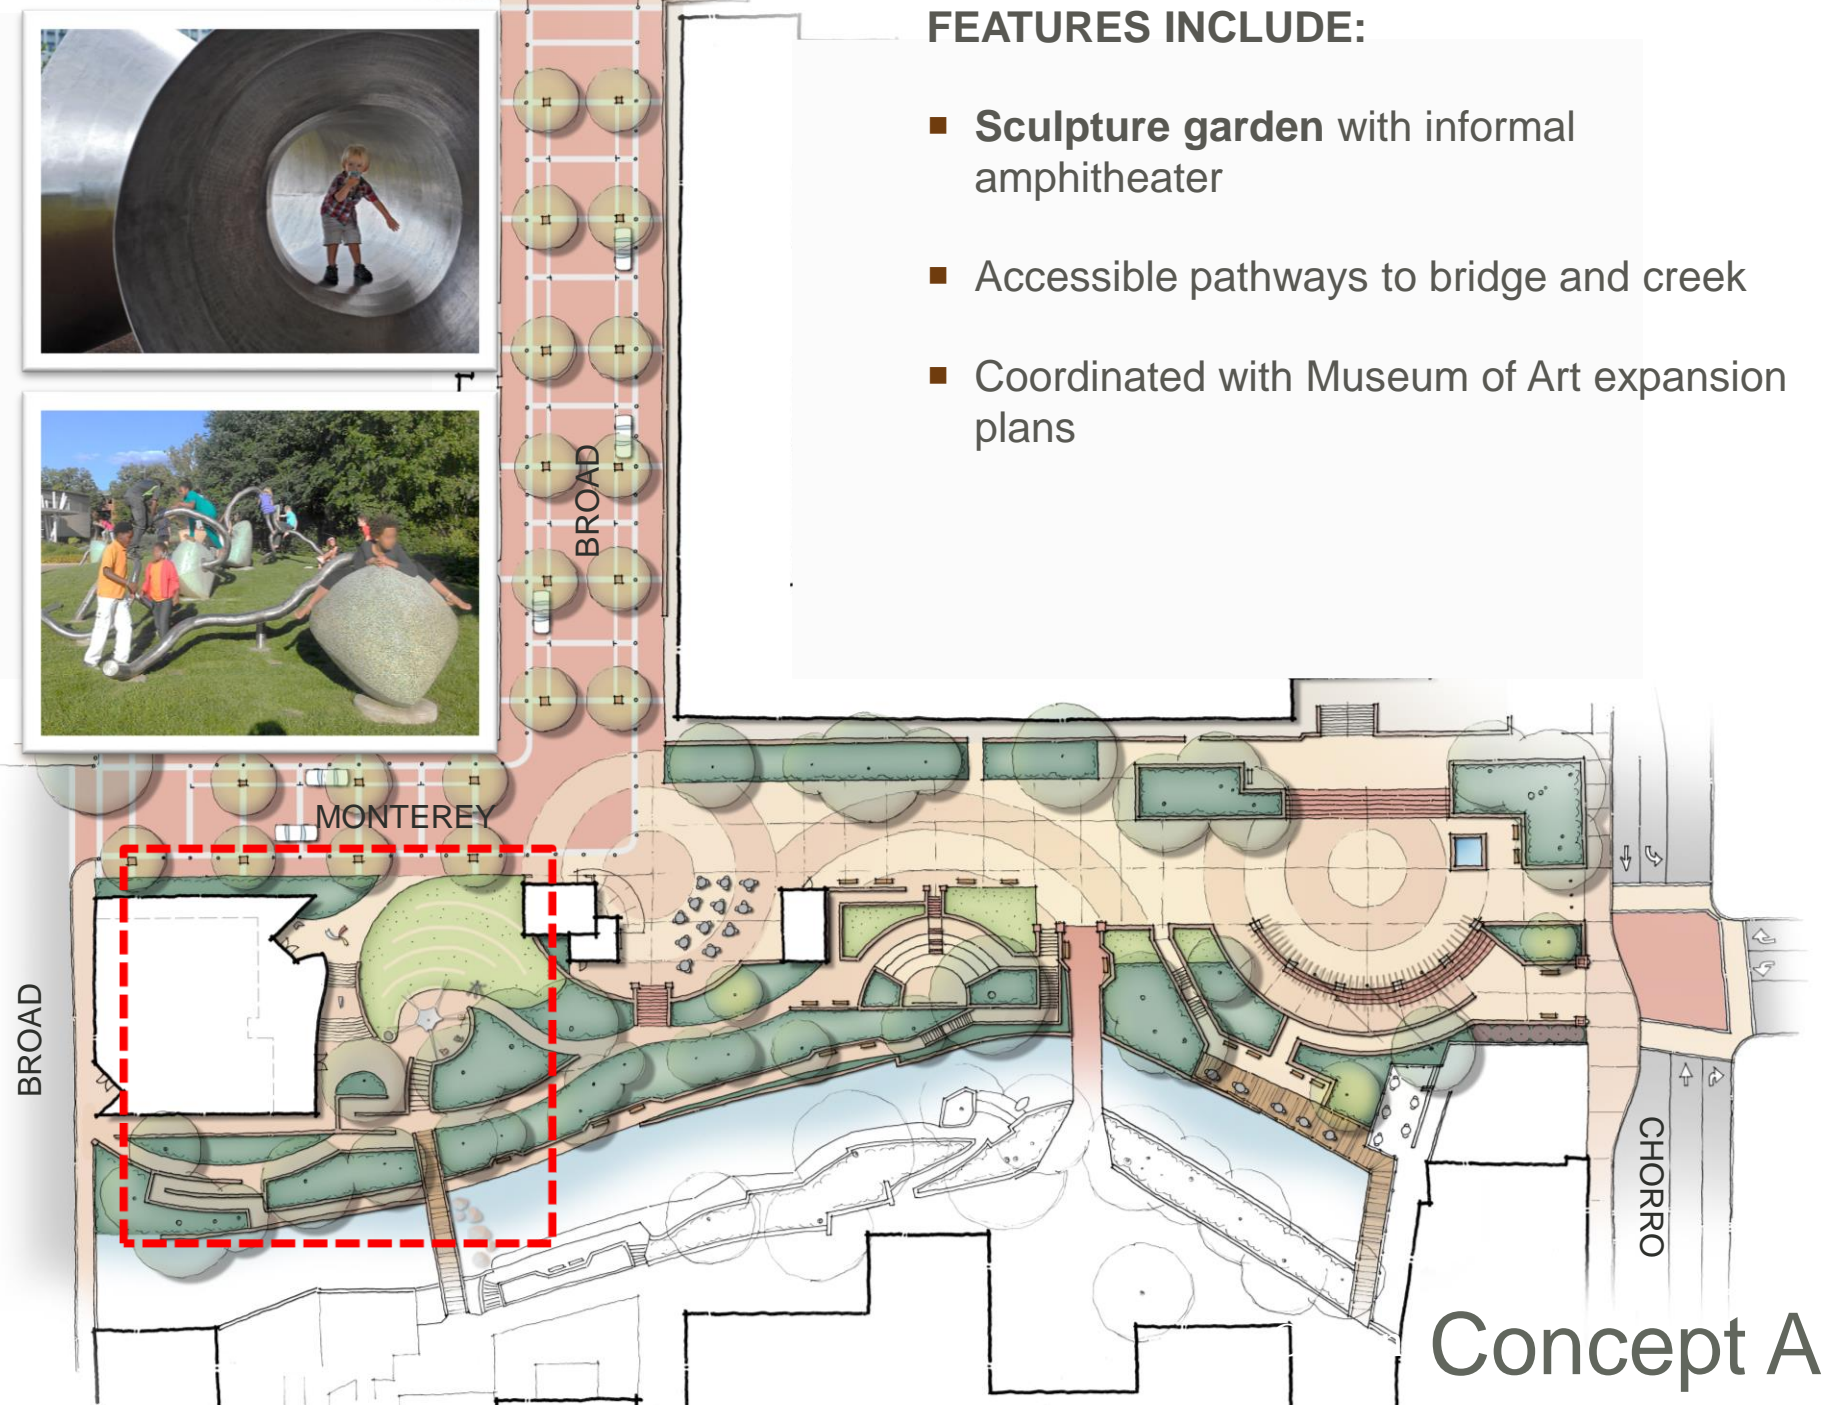 FEATURES INCLUDE:
■ Sculpture garden with informal
amphitheater
■ Accessible pathways to bridge and creek
■ Coordinated with Museum of Art expansion
plans
BROAD
MONTEREY
BROAD
CHORRO
Concept A